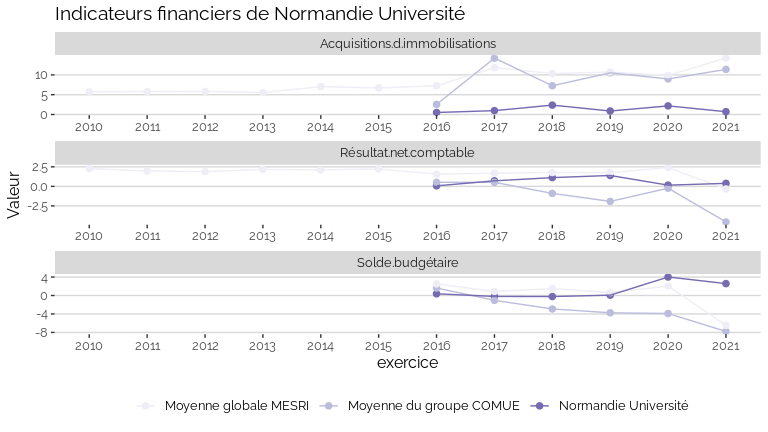 Indicateurs financiers de Normandie Université
Acquisitions.d.immobilisations
10
5
0
2010 2011 2012 2013 2014 2015 2016 2017 2018 2019 2020 2021
Résultat.net.comptable
2.5
0.0
−2.5
2010 2011 2012 2013 2014 2015 2016 2017 2018 2019 2020 2021
Solde.budgétaire
4
0
−4
−8
2010 2011 2012 2013 2014 2015 2016 2017 2018 2019 2020 2021
Valeur
exercice
Moyenne globale MESRI Moyenne du groupe COMUE Normandie Université